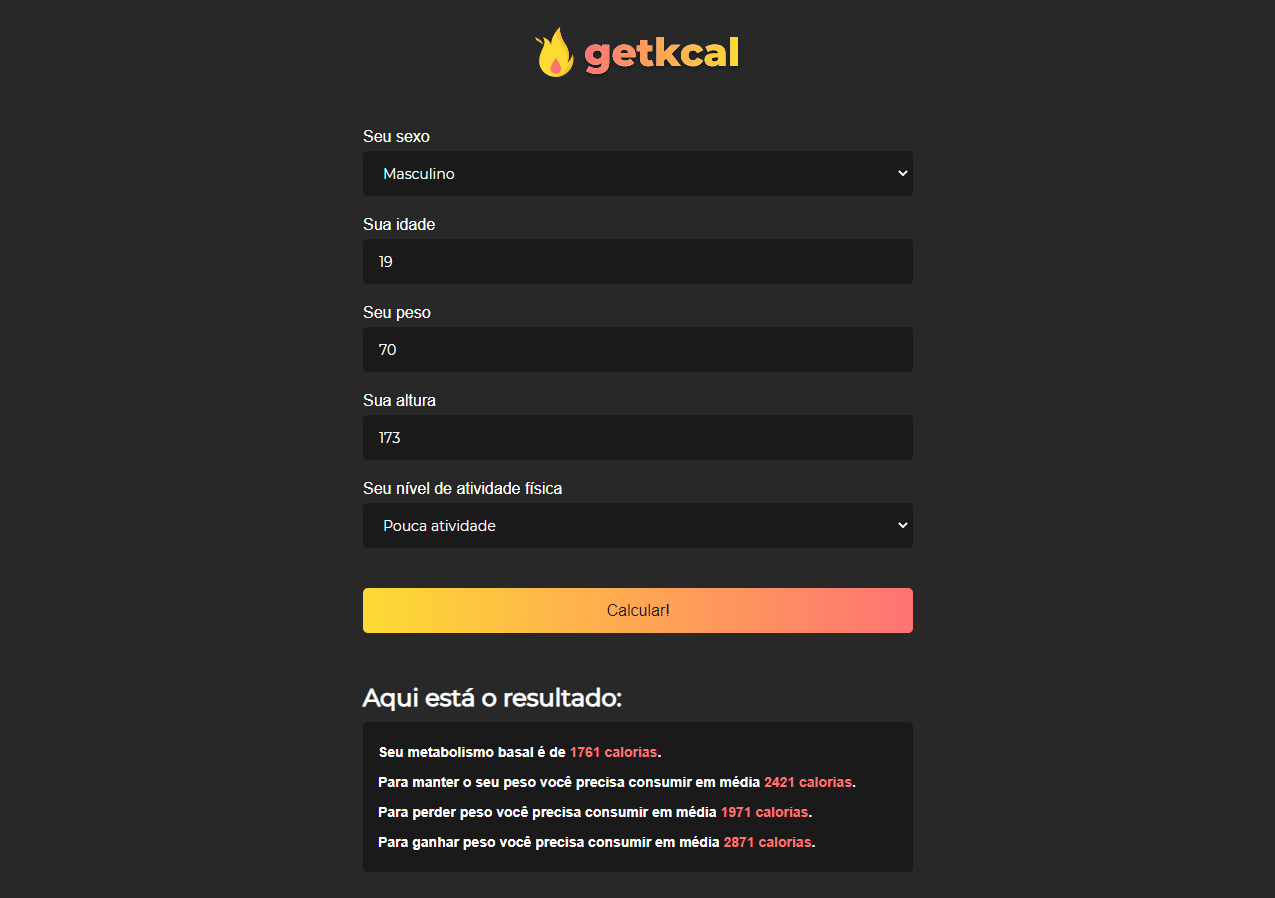 getkcal
Seu sexo
Masculino
Sua idade
19
Seu peso
70
Sua altura
173
Seu nível de atividade física
Pouca atividade
Calcular!
Aqui está o resultado:
Seu metabolismo basal é de 1761 calorias.
Para manter o seu peso você precisa consumir em média 2421 calorias.
Para perder peso você precisa consumir em média 1971 calorias.
Para ganhar peso você precisa consumir em média 2871 calorias.